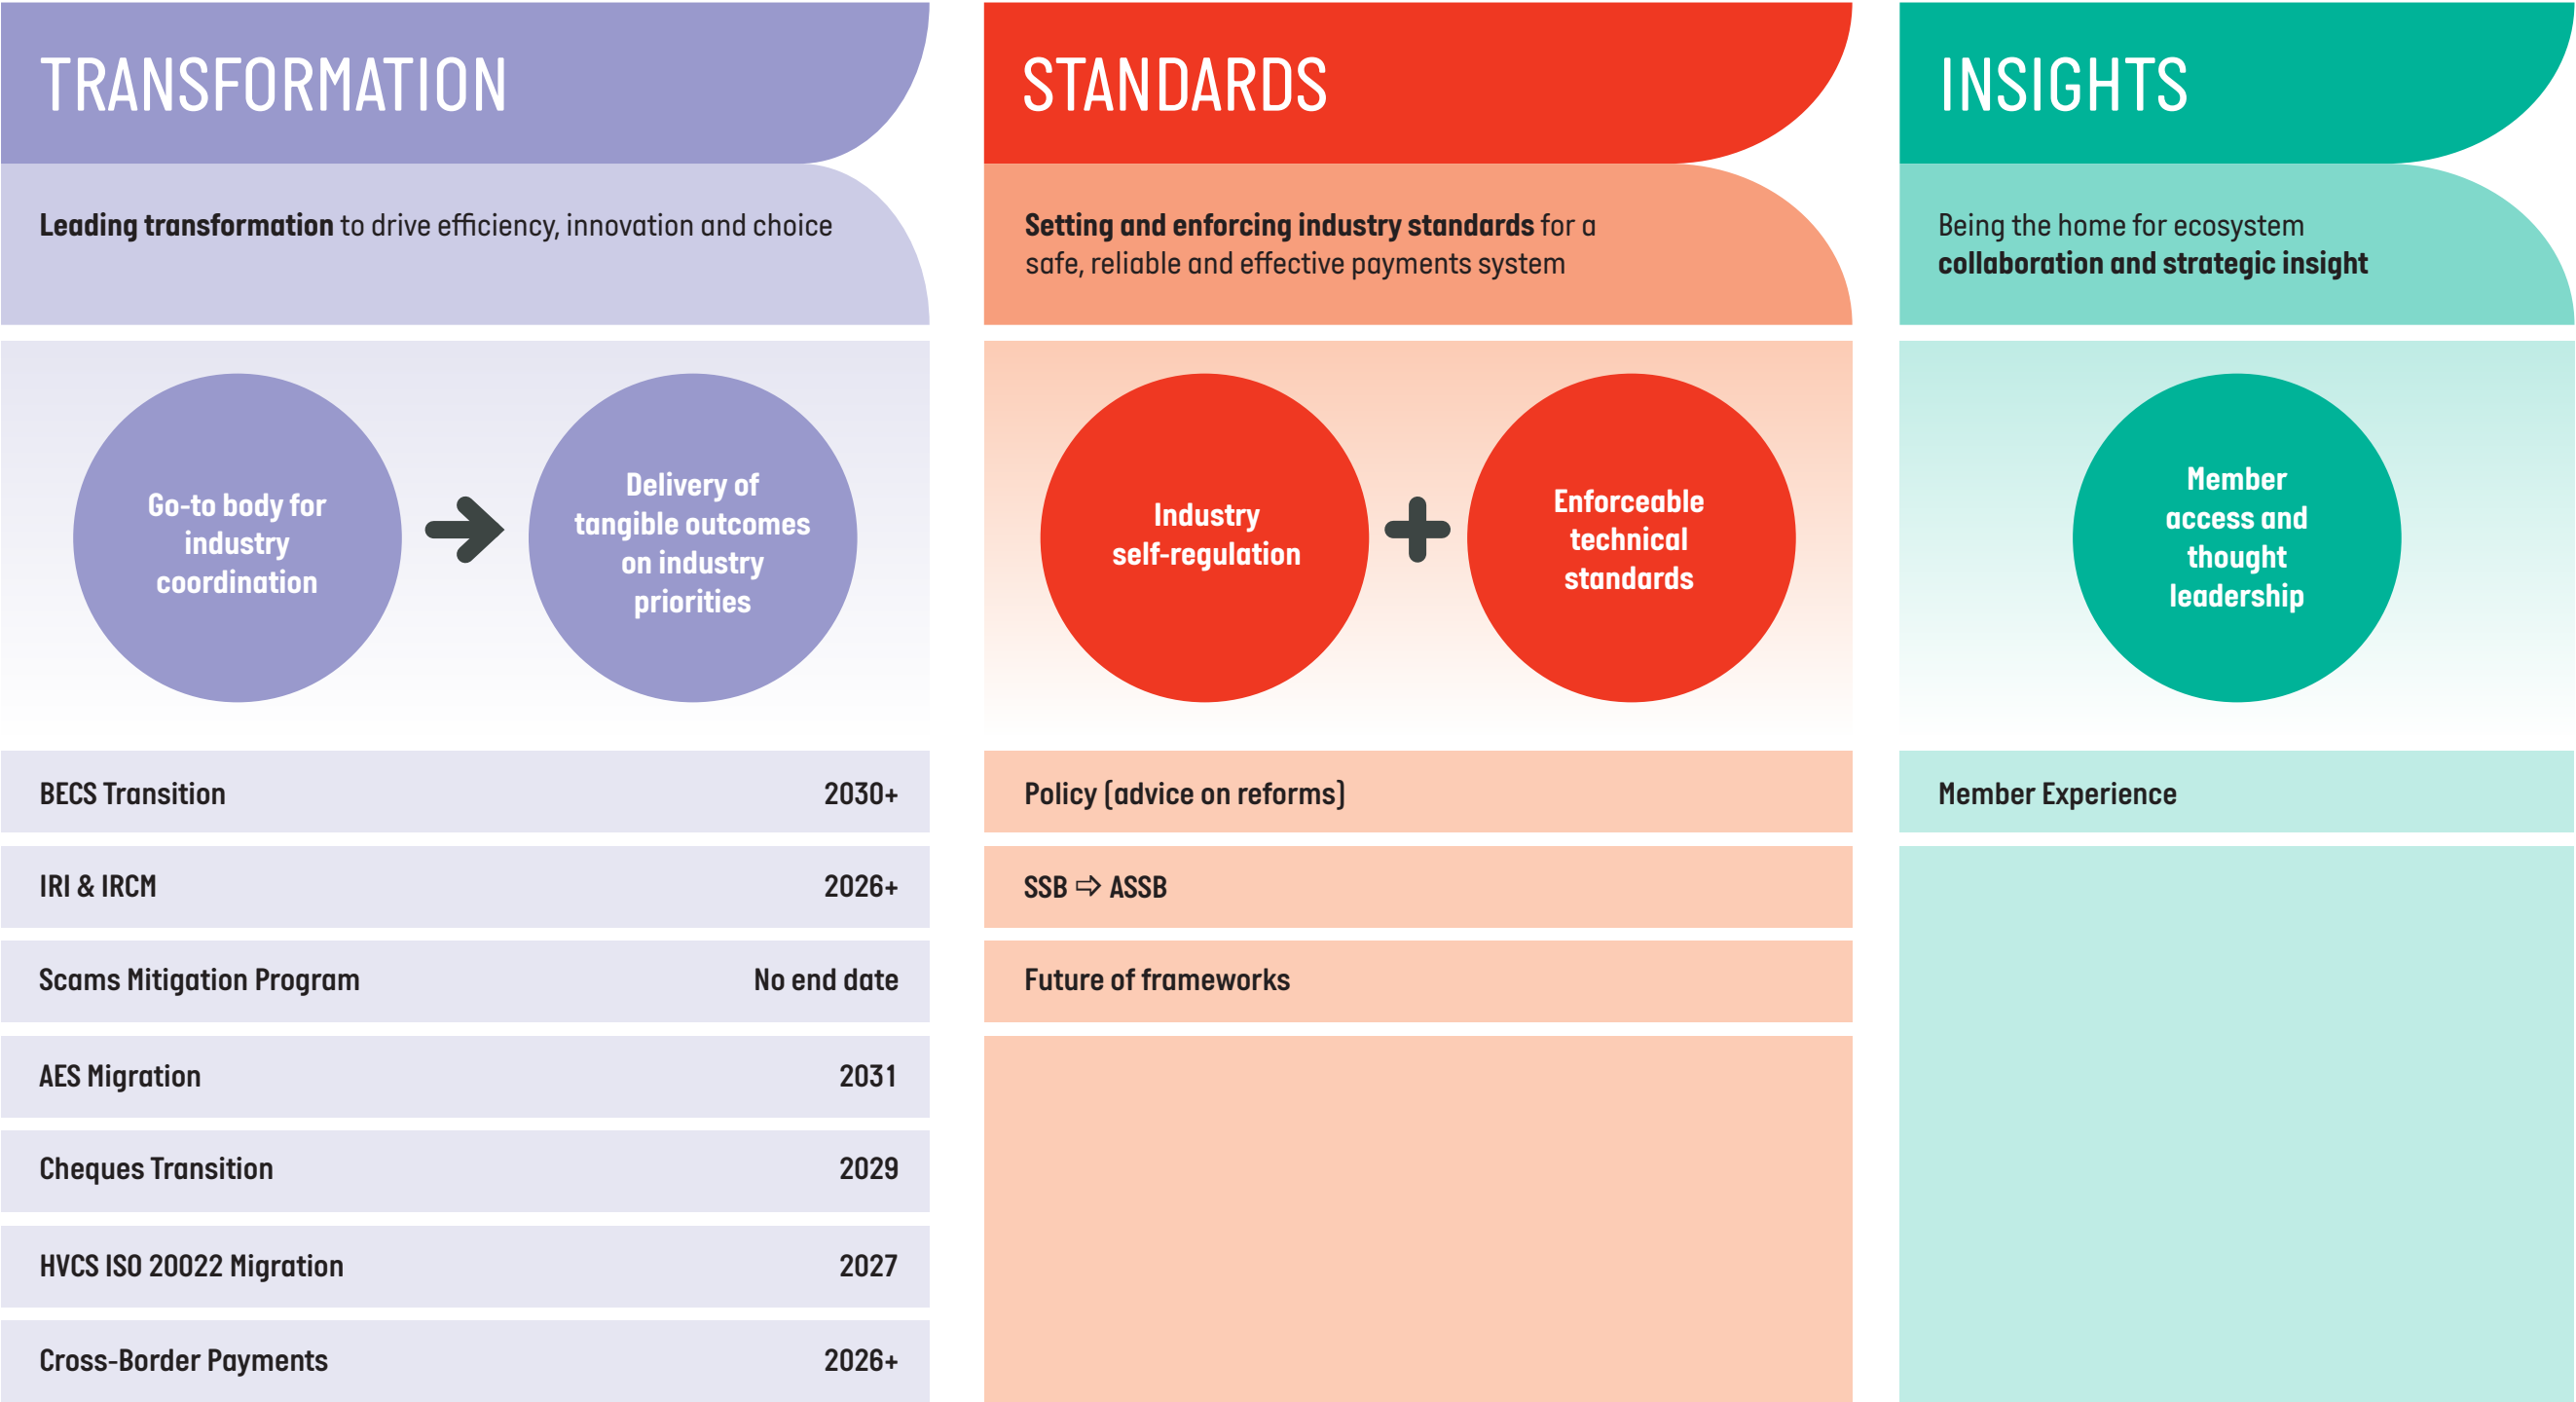 TRANSFORMATION
Leading transformation to drive efficiency, innovation and choice
Go-to body for
industry
coordination
Delivery of
tangible outcomes
on industry
priorities
BECS Transition 2030+
IRI & IRCM 2026+
Scams Mitigation Program No end date
AES Migration 2031
Cheques Transition 2029
HVCS ISO 20022 Migration 2027
Cross-Border Payments 2026+
STANDARDS
Setting and enforcing industry standards for a
safe, reliable and effective payments system
Industry
self-regulation
Enforceable
technical
standards
Policy (advice on reforms)
SSB ⇨ ASSB
Future of frameworks
INSIGHTS
Being the home for ecosystem
collaboration and strategic insight
Member
access and
thought
leadership
Member Experience